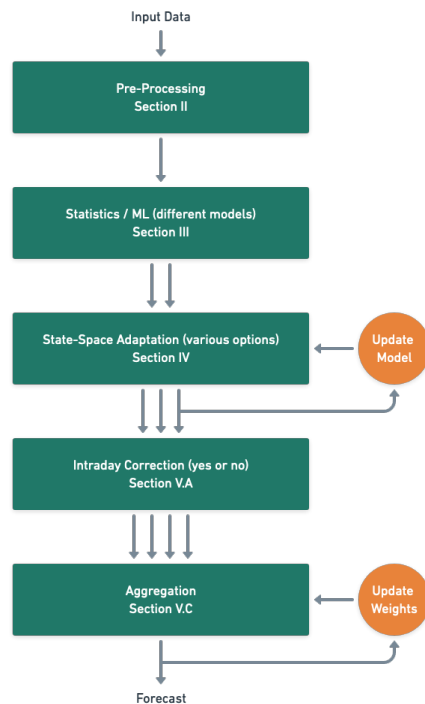 Input Data
Pre-Processing
Section II
Statistics / ML (different models)
Section III
State-Space Adaptation (various options)
Section IV
Update
Model
Intraday Correction (yes or no)
Section V.A
Aggregation
Section V.C
Update
Weights
Forecast